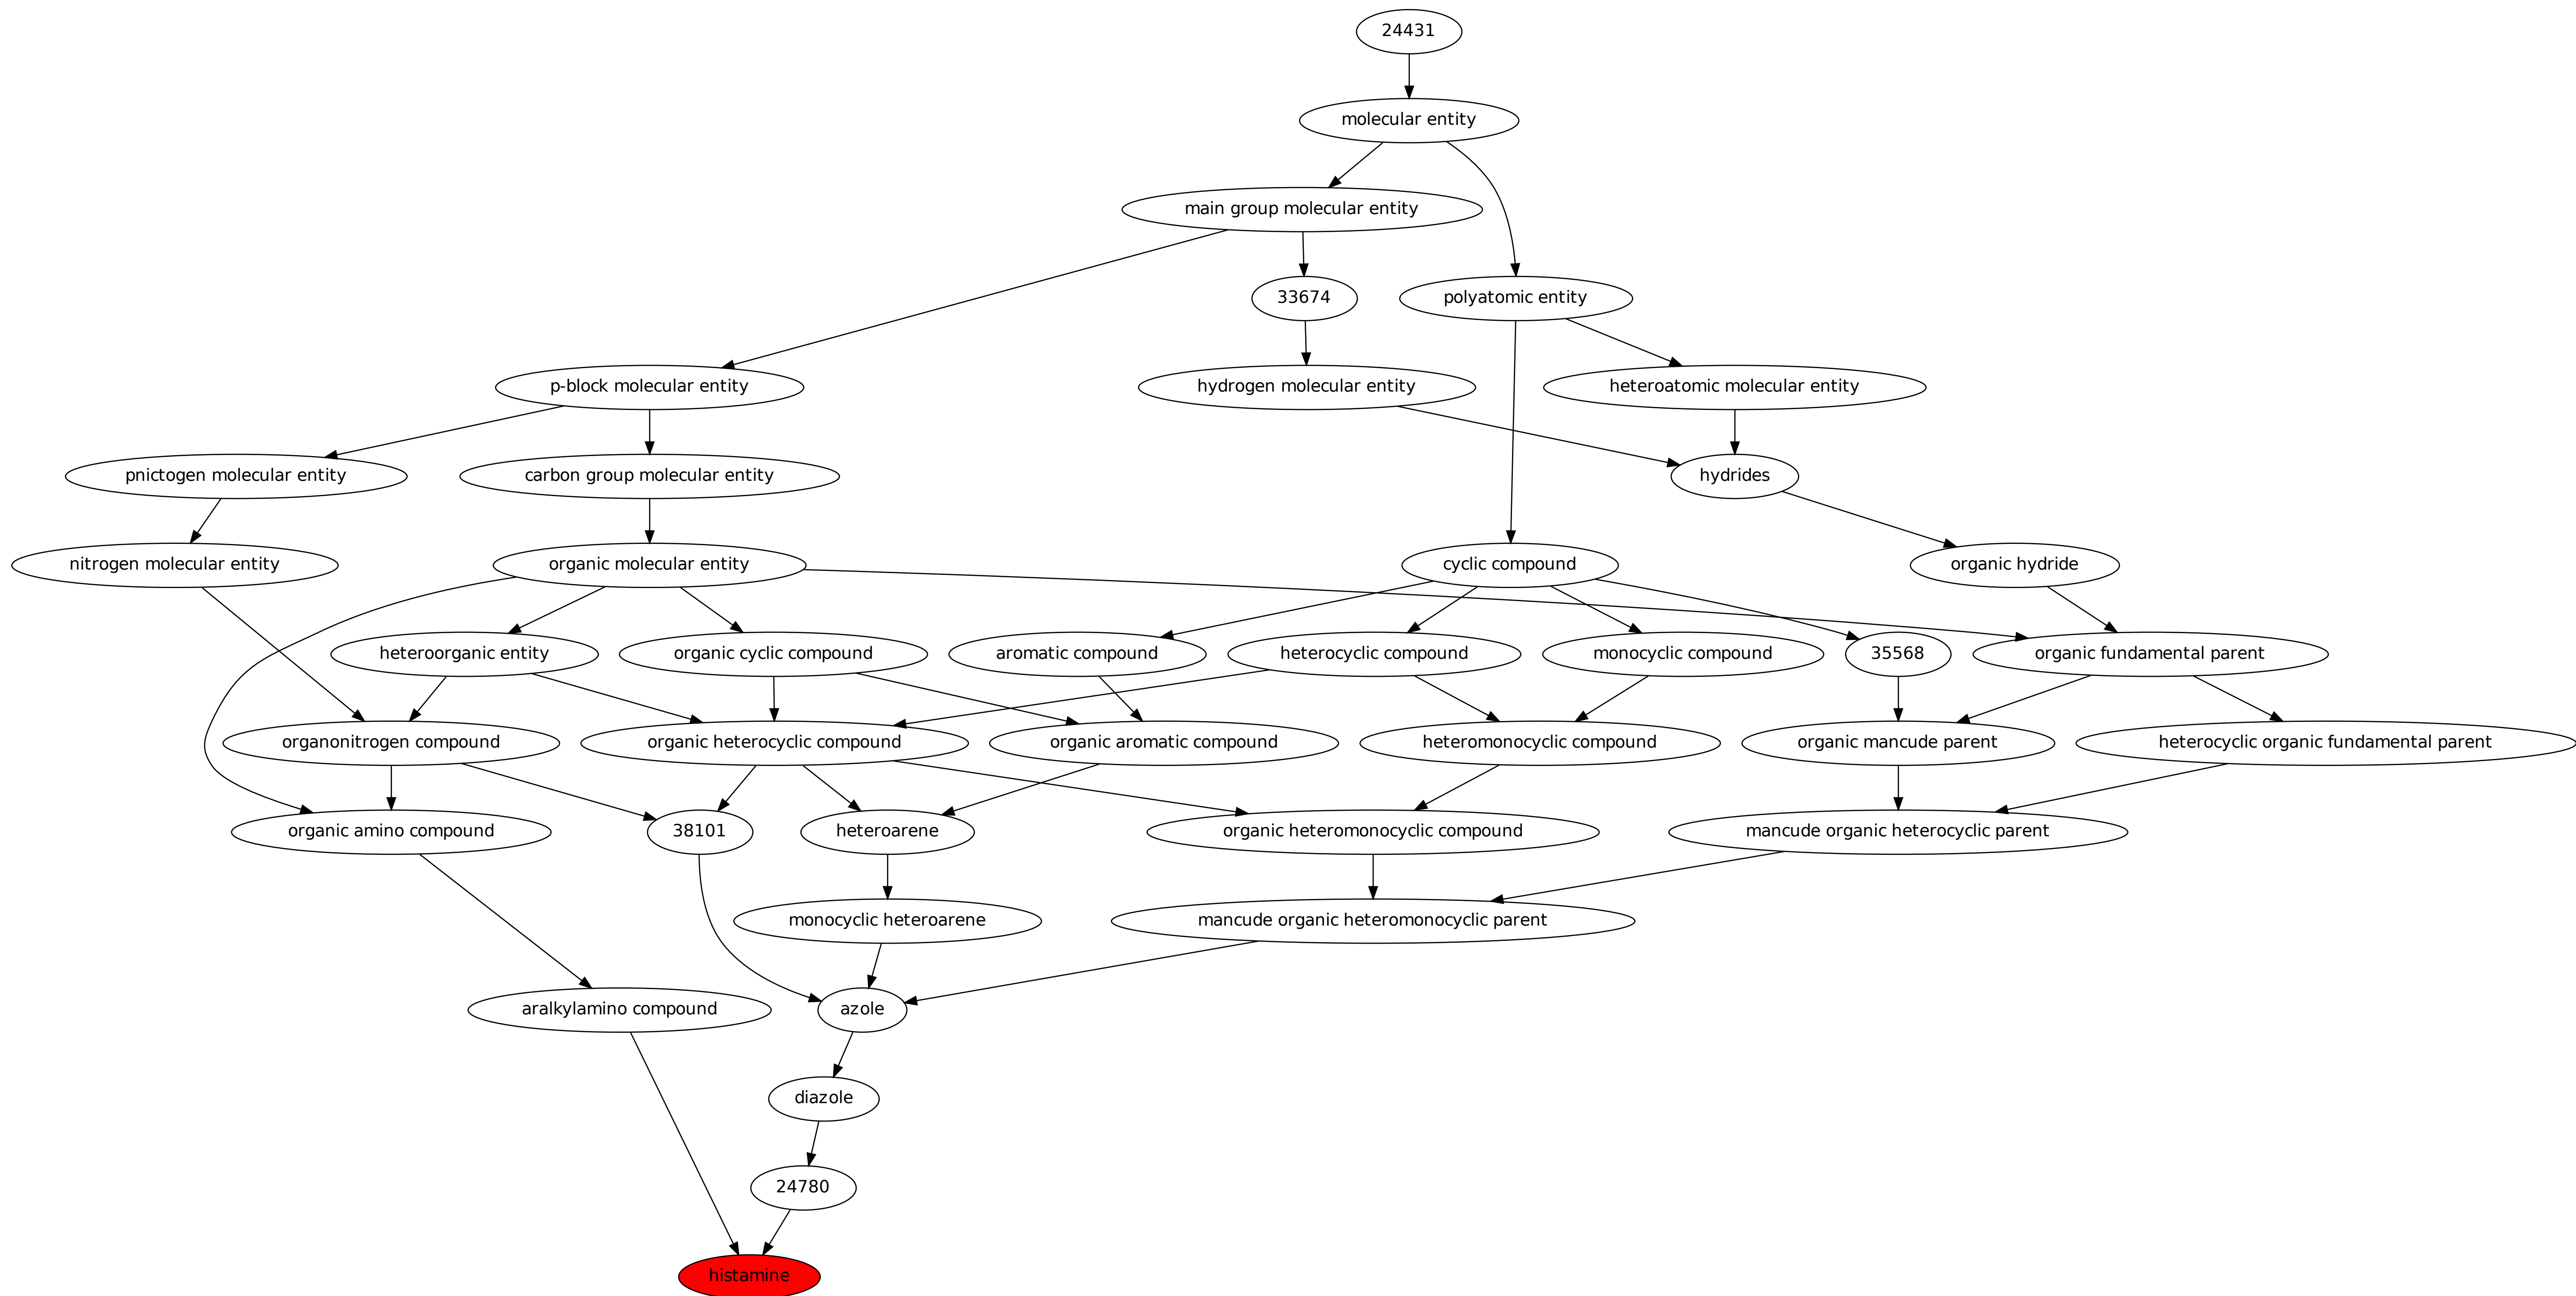 24431
molecular entity
main group molecular entity
33674
polyatomic entity
p-block molecular entity
hydrogen molecular entity
heteroatomic molecular entity
pnictogen molecular entity
carbon group molecular entity
hydrides
nitrogen molecular entity
organic molecular entity
cyclic compound
organic hydride
heteroorganic entity
organic cyclic compound
aromatic compound
heterocyclic compound
monocyclic compound
35568
organic fundamental parent
organonitrogen compound
organic heterocyclic compound
organic aromatic compound
heteromonocyclic compound
organic mancude parent
heterocyclic organic fundamental parent
organic amino compound
38101
heteroarene
organic heteromonocyclic compound
mancude organic heterocyclic parent
monocyclic heteroarene
mancude organic heteromonocyclic parent
aralkylamino compound
azole
diazole
24780
histamine